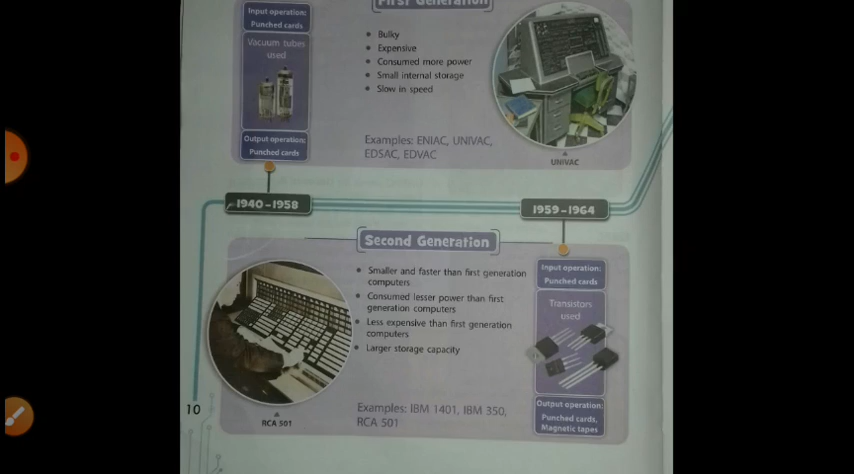 First Generation
Input operation:
Punched cards
Vacuum tubes
used
Output operation:
Punched cards
Bulky
Expensive
Consumed more power
Small internal storage
Slow in speed
Examples: ENIAC, UNIVAC,
EDSAC, EDVAC
UNIVAC
1940–1958
1959–1964
Second Generation
Smaller and faster than first generation
computers
Consumed lesser power than first
generation computers
Less expensive than first generation
computers
Larger storage capacity
Examples: IBM 1401, IBM 350,
RCA 501
RCA 501
Input operation:
Punched cards
Transistors
used
Output operation:
Punched cards,
Magnetic tapes
10